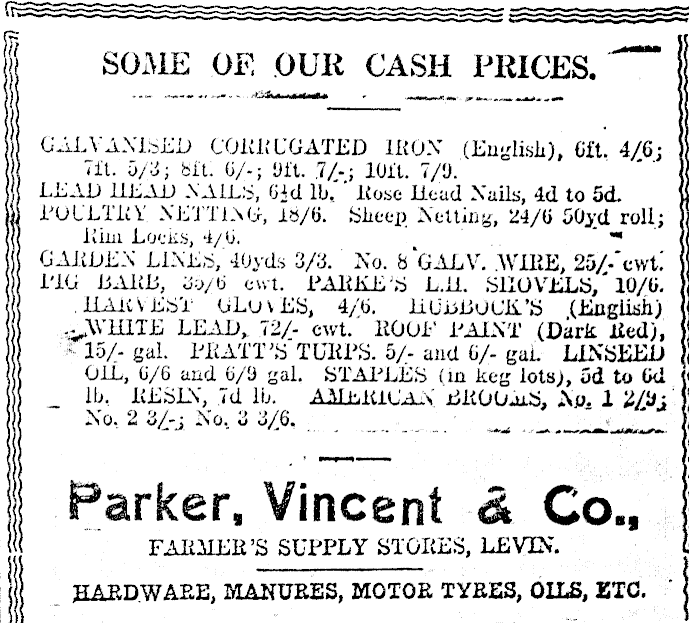 SOME OF OUR CASH PRICES.
GALVANISED CORRUGATED IRON (English), 6ft. 4/6;
7ft. 5/3; 8ft. 6/-; 9ft. 7/-; 10ft. 7/9.
LEAD HEAD NAILS, 6½d lb. Rose Head Nails, 4d to 5d.
POULTRY NETTING, 18/6. Sheep Netting, 24/6 50yd roll;
Rim Locks, 4/6.
GARDEN LINES, 40yds 3/3. No. 8 GALV. WIRE, 25/- cwt.
PIG BARB, 35/6 cwt. PARKE'S L.H. SHOVELS, 10/6.
HARVEST GLOVES, 4/6. HUBBUCK'S (English)
WHITE LEAD, 72/- cwt. ROOF PAINT (Dark Red),
15/- gal. PRATT'S TURPS. 5/- and 6/- gal. LINSEED
OIL, 6/6 and 6/9 gal. STAPLES (in keg lots), 5d to 6d
lb. RESIN, 7d lb. AMERICAN BROOMS, No. 1 2/9;
No. 2 3/-; No. 3 3/6.
Parker, Vincent & Co.,
FARMER'S SUPPLY STORES, LEVIN.
HARDWARE, MANURES, MOTOR TYRES, OILS, ETC.